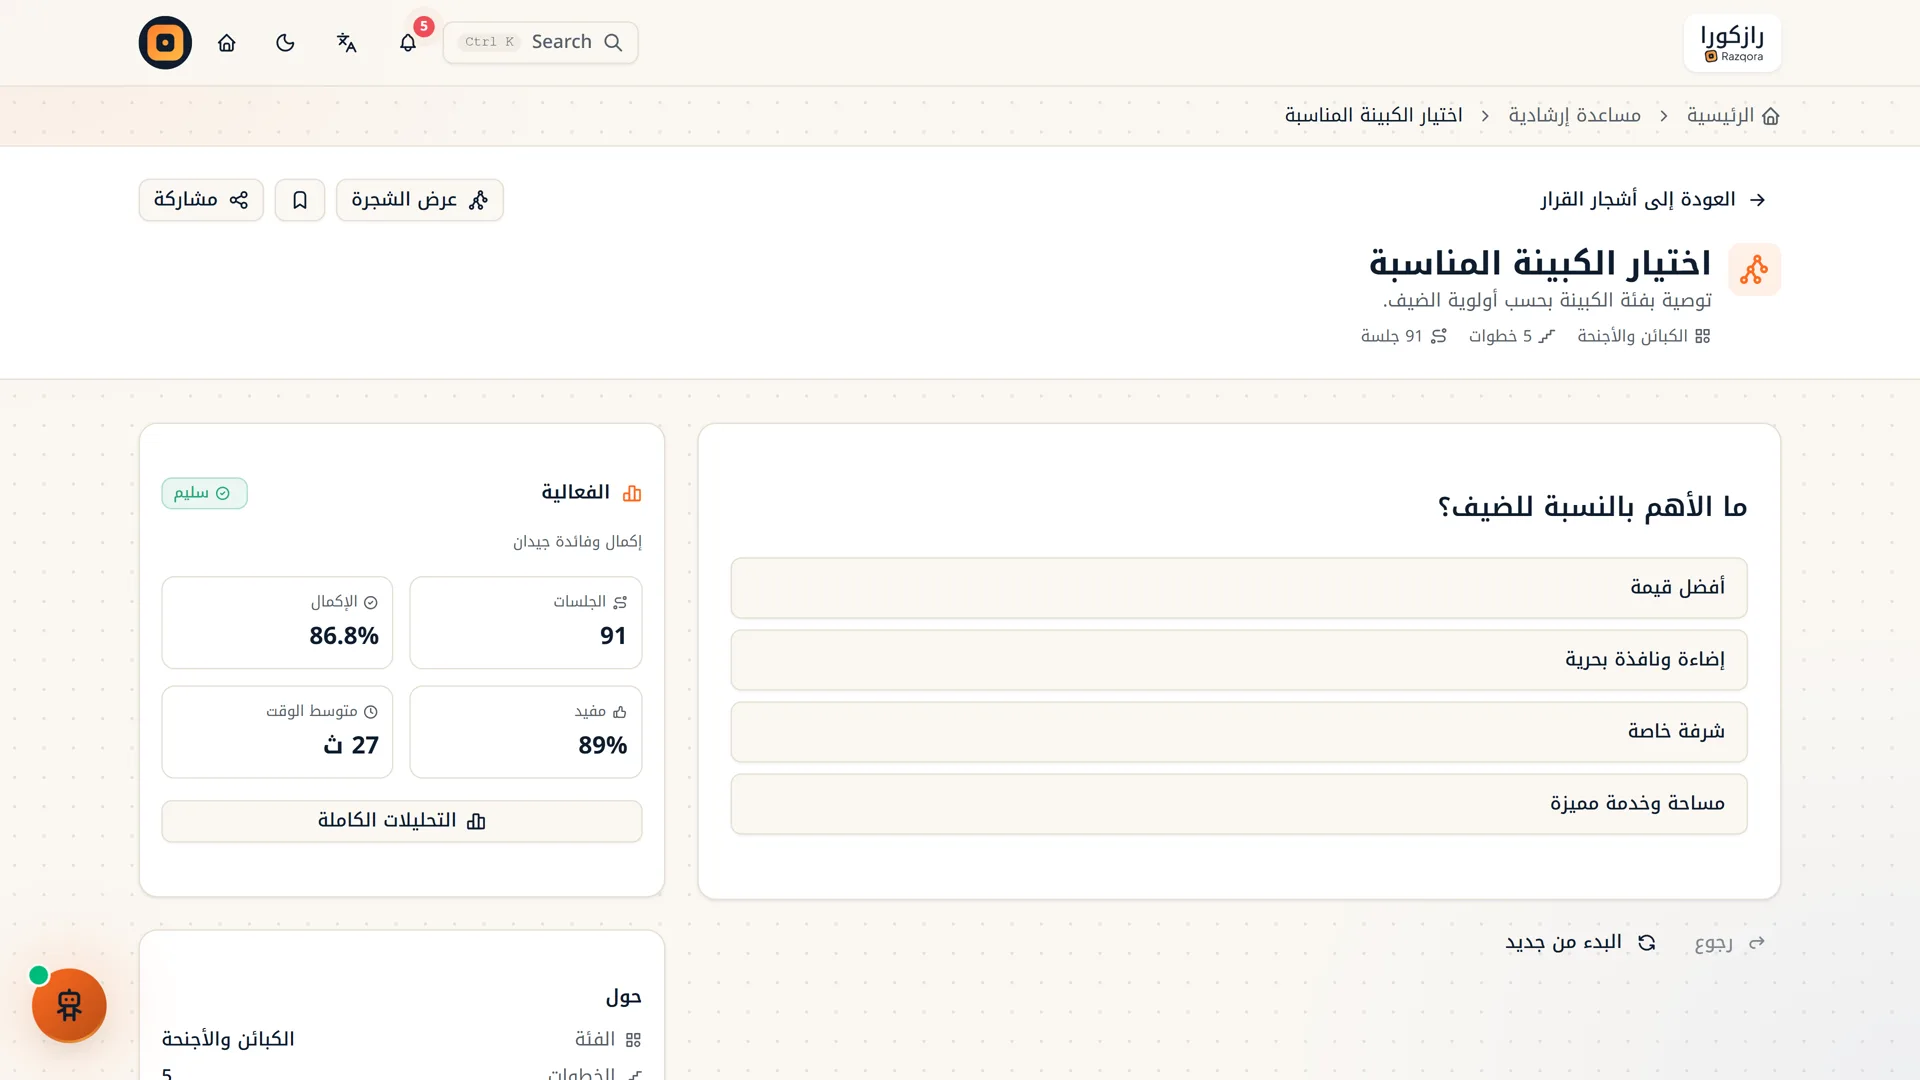 رازكورا
Razqora
Search
Ctrl K
5
الرئيسية
مساعدة إرشادية
اختيار الكبينة المناسبة
العودة إلى أشجار القرار
عرض الشجرة
مشاركة
اختيار الكبينة المناسبة
توصية بفئة الكبينة بحسب أولوية الضيف.
الكبائن والأجنحة
5 خطوات
91 جلسة
ما الأهم بالنسبة للضيف؟
أفضل قيمة
إضاءة ونافذة بحرية
شرفة خاصة
مساحة وخدمة مميزة
رجوع
البدء من جديد
الفعالية
سليم
إكمال وفائدة جيدان
الجلسات
91
الإكمال
86.8%
مفيد
89%
متوسط الوقت
27 ث
التحليلات الكاملة
حول
الفئة
الكبائن والأجنحة
الخطوات
5